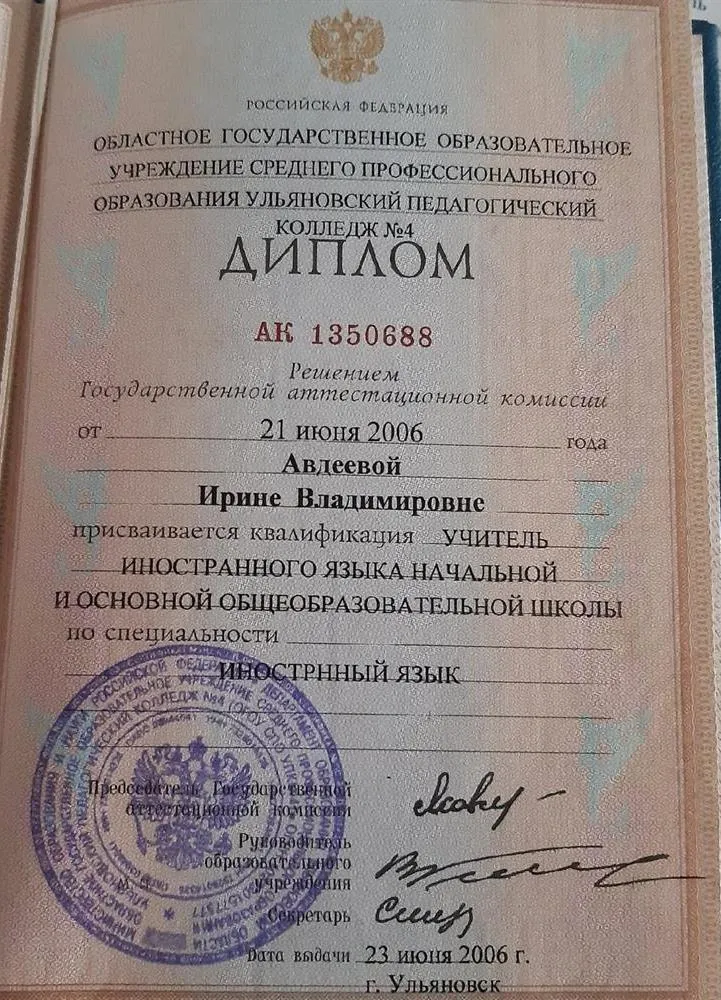 РОССИЙСКАЯ ФЕДЕРАЦИЯ
ОБЛАСТНОЕ ГОСУДАРСТВЕННОЕ ОБРАЗОВАТЕЛЬНОЕ
УЧРЕЖДЕНИЕ СРЕДНЕГО ПРОФЕССИОНАЛЬНОГО
ОБРАЗОВАНИЯ УЛЬЯНОВСКИЙ ПЕДАГОГИЧЕСКИЙ
КОЛЛЕДЖ №4
ДИПЛОМ
АК 1350688
Решением
Государственной аттестационной комиссии
от 21 июня 2006 года
Авдеевой
Ирине Владимировне
присваивается квалификация УЧИТЕЛЬ
ИНОСТРАННОГО ЯЗЫКА НАЧАЛЬНОЙ
И ОСНОВНОЙ ОБЩЕОБРАЗОВАТЕЛЬНОЙ ШКОЛЫ
по специальности
ИНОСТРННЫЙ ЯЗЫК
Председатель Государственной
аттестационной комиссии
Руководитель
образовательного
учреждения
Секретарь
Дата выдачи 23 июня 2006 г.
г. Ульяновск